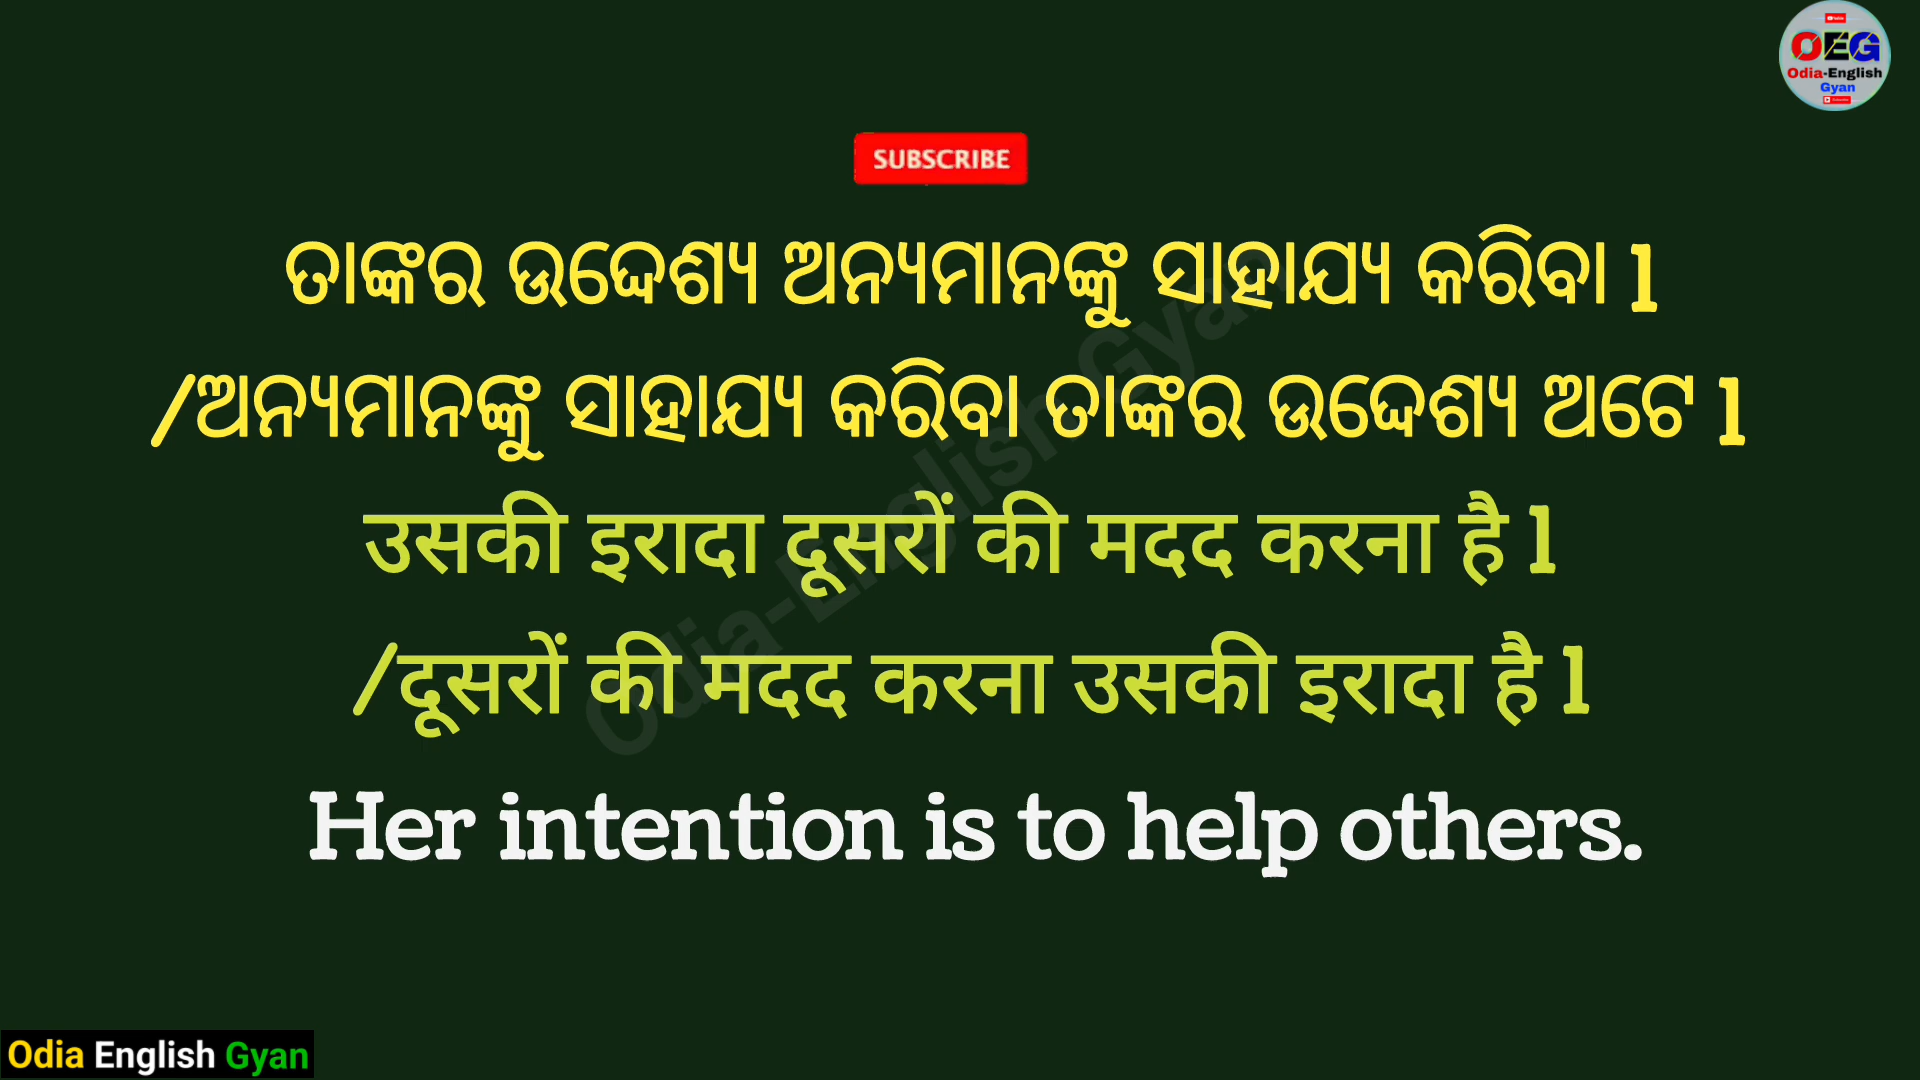 OEG
Odia-English
Gyan
SUBSCRIBE
ତାଙ୍କର ଉଦ୍ଦେଶ୍ୟ ଅନ୍ୟମାନଙ୍କୁ ସାହାଯ୍ୟ କରିବା l
/ଅନ୍ୟମାନଙ୍କୁ ସାହାଯ୍ୟ କରିବା ତାଙ୍କର ଉଦ୍ଦେଶ୍ୟ ଅଟେ l
उसकी इरादा दूसरों की मदद करना है l
/दूसरों की मदद करना उसकी इरादा है l
Her intention is to help others.
Odia-English Gyan
Odia English Gyan